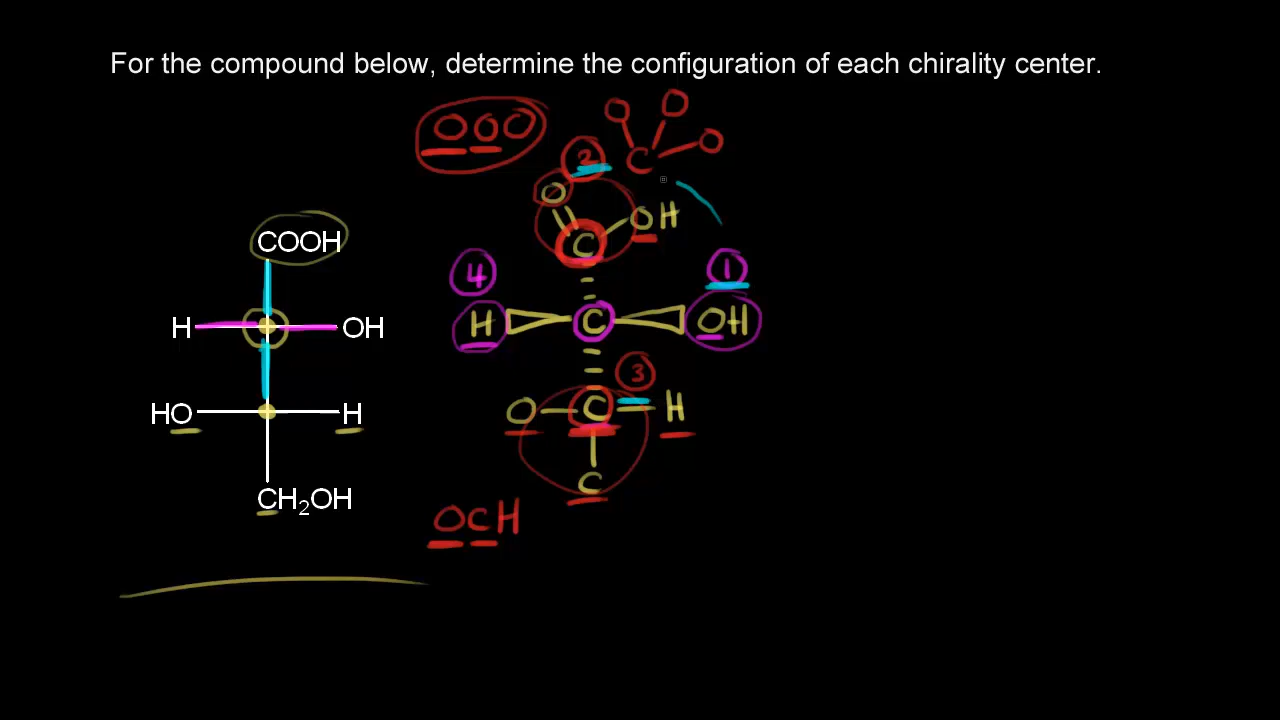 For the compound below, determine the configuration of each chirality center.
O O O
O O
C O
2
O
OH
C
COOH
4
1
H C OH
H OH
3
HO H
O C H
C
CH₂OH
OCH